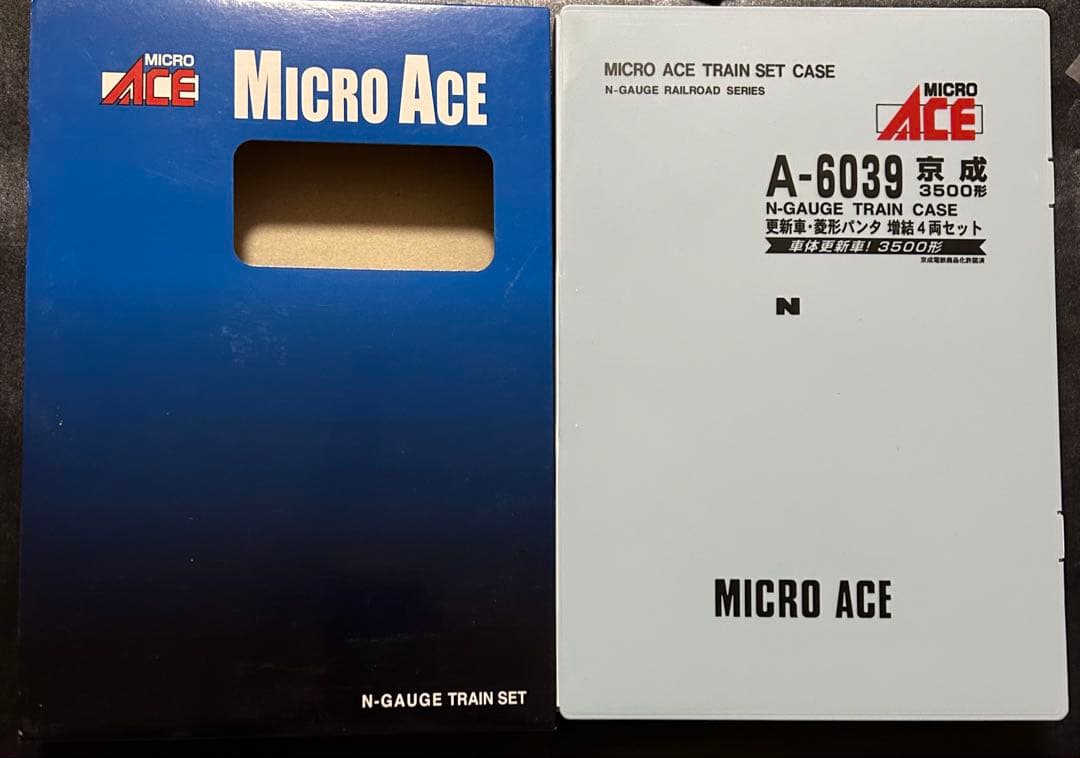 MICRO
ACE
MICRO ACE
N-GAUGE TRAIN SET
MICRO ACE TRAIN SET CASE
N-GAUGE RAILROAD SERIES
MICRO
ACE
A-6039 京成
3500形
N-GAUGE TRAIN CASE
更新車・菱形パンタ 増結4両セット
車体更新車! 3500形
京成電鉄商品化許諾済
N
MICRO ACE